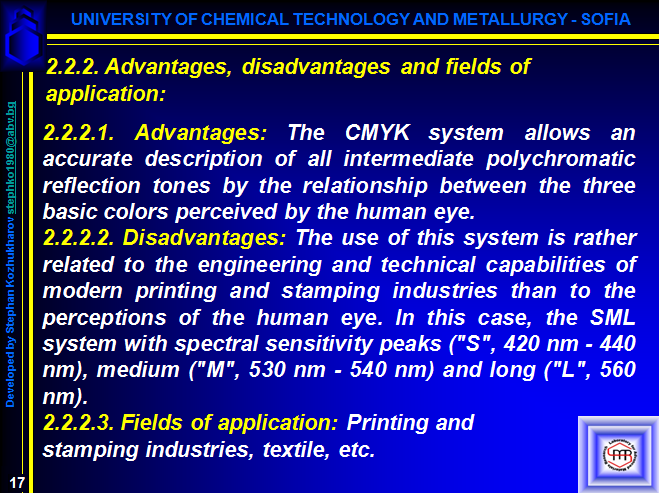 UNIVERSITY OF CHEMICAL TECHNOLOGY AND METALLURGY - SOFIA
2.2.2. Advantages, disadvantages and fields of
application:
2.2.2.1. Advantages: The CMYK system allows an
accurate description of all intermediate polychromatic
reflection tones by the relationship between the three
basic colors perceived by the human eye.
2.2.2.2. Disadvantages: The use of this system is rather
related to the engineering and technical capabilities of
modern printing and stamping industries than to the
perceptions of the human eye. In this case, the SML
system with spectral sensitivity peaks ("S", 420 nm - 440
nm), medium ("M", 530 nm - 540 nm) and long ("L", 560
nm).
2.2.2.3. Fields of application: Printing and
stamping industries, textile, etc.
Developed by Stephan Kozhukharov stephko1980@abv.bg
17